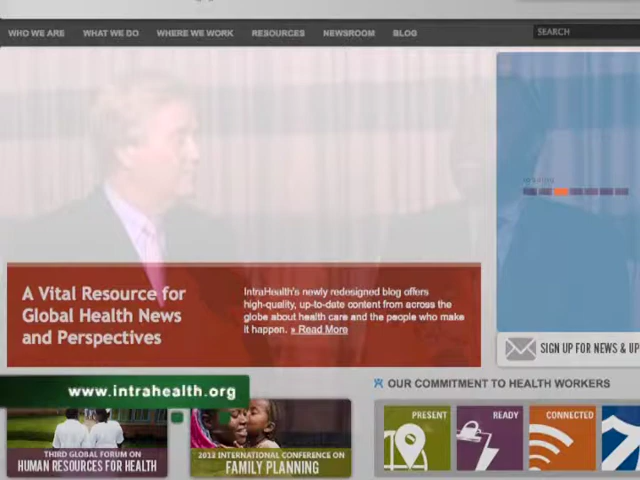 WHO WE ARE WHAT WE DO WHERE WE WORK RESOURCES NEWSROOM BLOG SEARCH
A Vital Resource for
Global Health News
and Perspectives
IntraHealth's newly redesigned blog offers
high-quality, up-to-date content from across the
globe about health care and the people who make
it happen. » Read More
SIGN UP FOR NEWS & UP
www.intrahealth.org
OUR COMMITMENT TO HEALTH WORKERS
PRESENT READY CONNECTED
THIRD GLOBAL FORUM ON
HUMAN RESOURCES FOR HEALTH
INTERNATIONAL CONFERENCE ON
FAMILY PLANNING